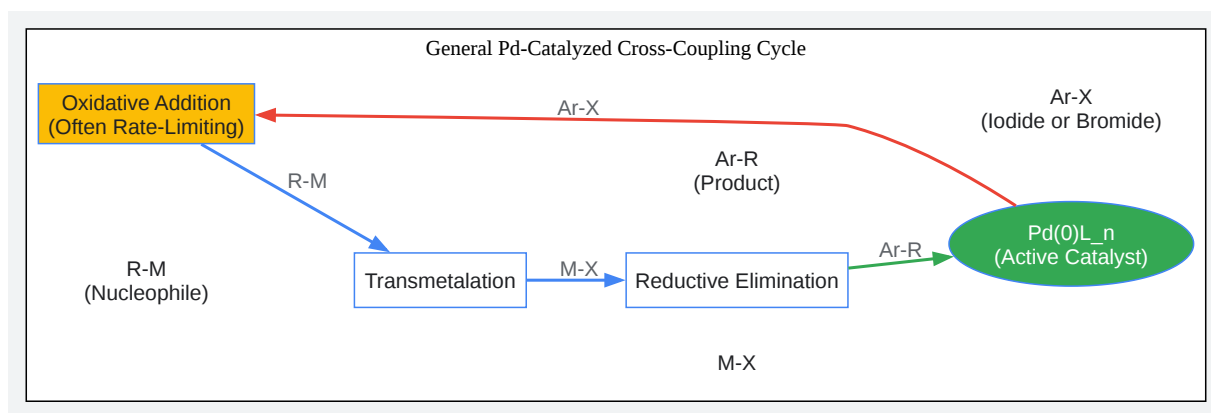 General Pd-Catalyzed Cross-Coupling Cycle
Oxidative Addition
(Often Rate-Limiting)
Ar-X
Ar-X
(Iodide or Bromide)
Ar-R
(Product)
R-M
Pd(0)L_n
(Active Catalyst)
R-M
(Nucleophile)
Transmetalation
M-X
Reductive Elimination
Ar-R
M-X